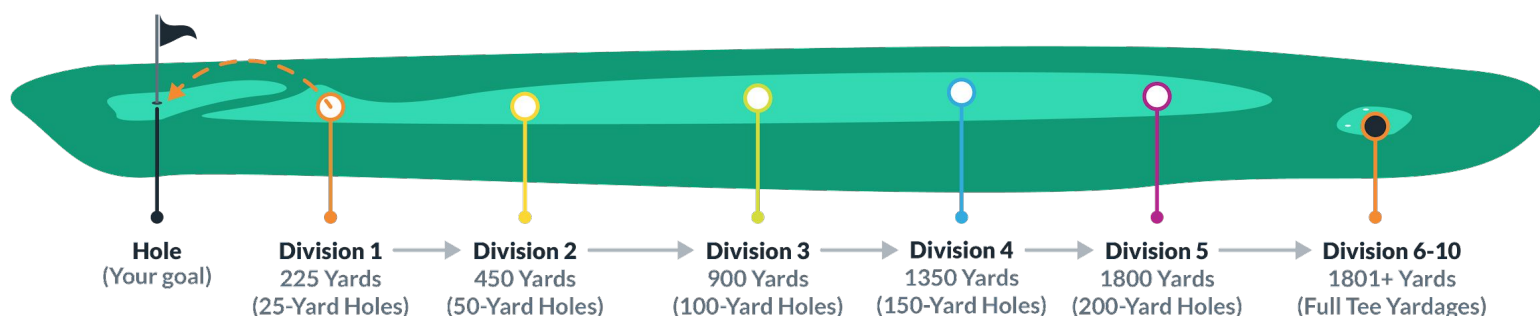 Hole
(Your goal)
Division 1
225 Yards
(25-Yard Holes)
Division 2
450 Yards
(50-Yard Holes)
Division 3
900 Yards
(100-Yard Holes)
Division 4
1350 Yards
(150-Yard Holes)
Division 5
1800 Yards
(200-Yard Holes)
Division 6-10
1801+ Yards
(Full Tee Yardages)